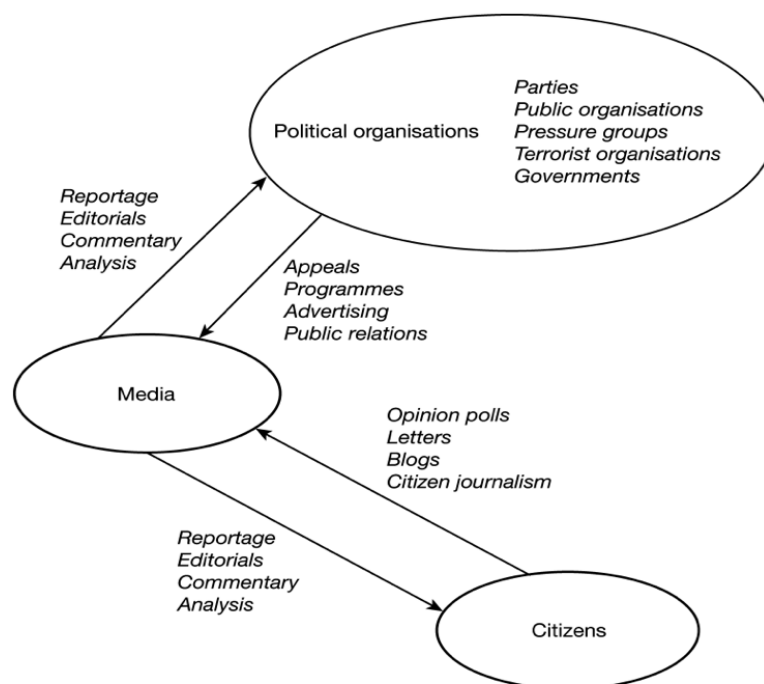 Political organisations
Parties
Public organisations
Pressure groups
Terrorist organisations
Governments
Reportage
Editorials
Commentary
Analysis
Appeals
Programmes
Advertising
Public relations
Media
Opinion polls
Letters
Blogs
Citizen journalism
Reportage
Editorials
Commentary
Analysis
Citizens